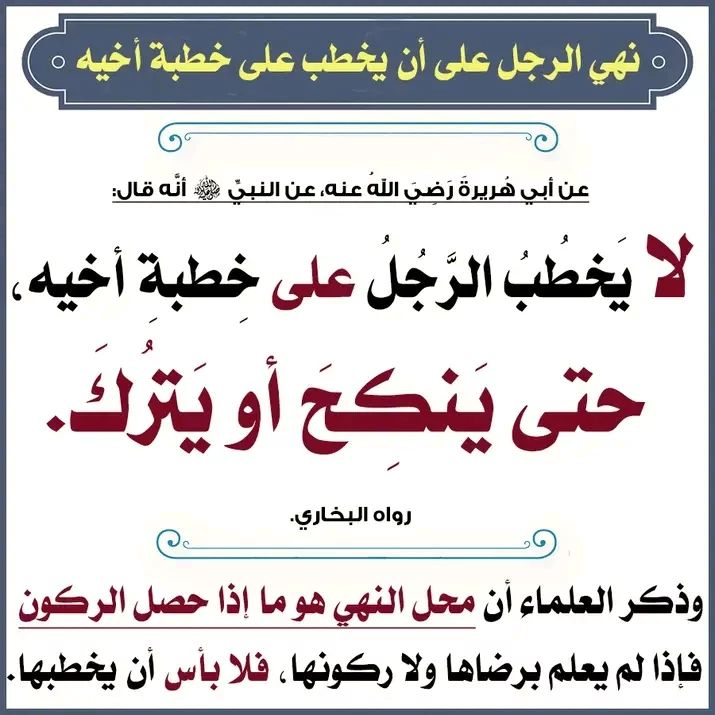 نهي الرجل على أن يخطب على خطبة أخيه
عن أبي هُريرةَ رَضِيَ اللهُ عنه، عن النبيِّ ﷺ أنَّه قال:
لا يَخطُبُ الرَّجُلُ على خِطبةِ أخيه،
حتى يَنكِحَ أو يَترُكَ.
رواه البخاري.
وذكر العلماء أن محل النهي هو ما إذا حصل الركون
فإذا لم يعلم برضاها ولا ركونها، فلا بأس أن يخطبها.